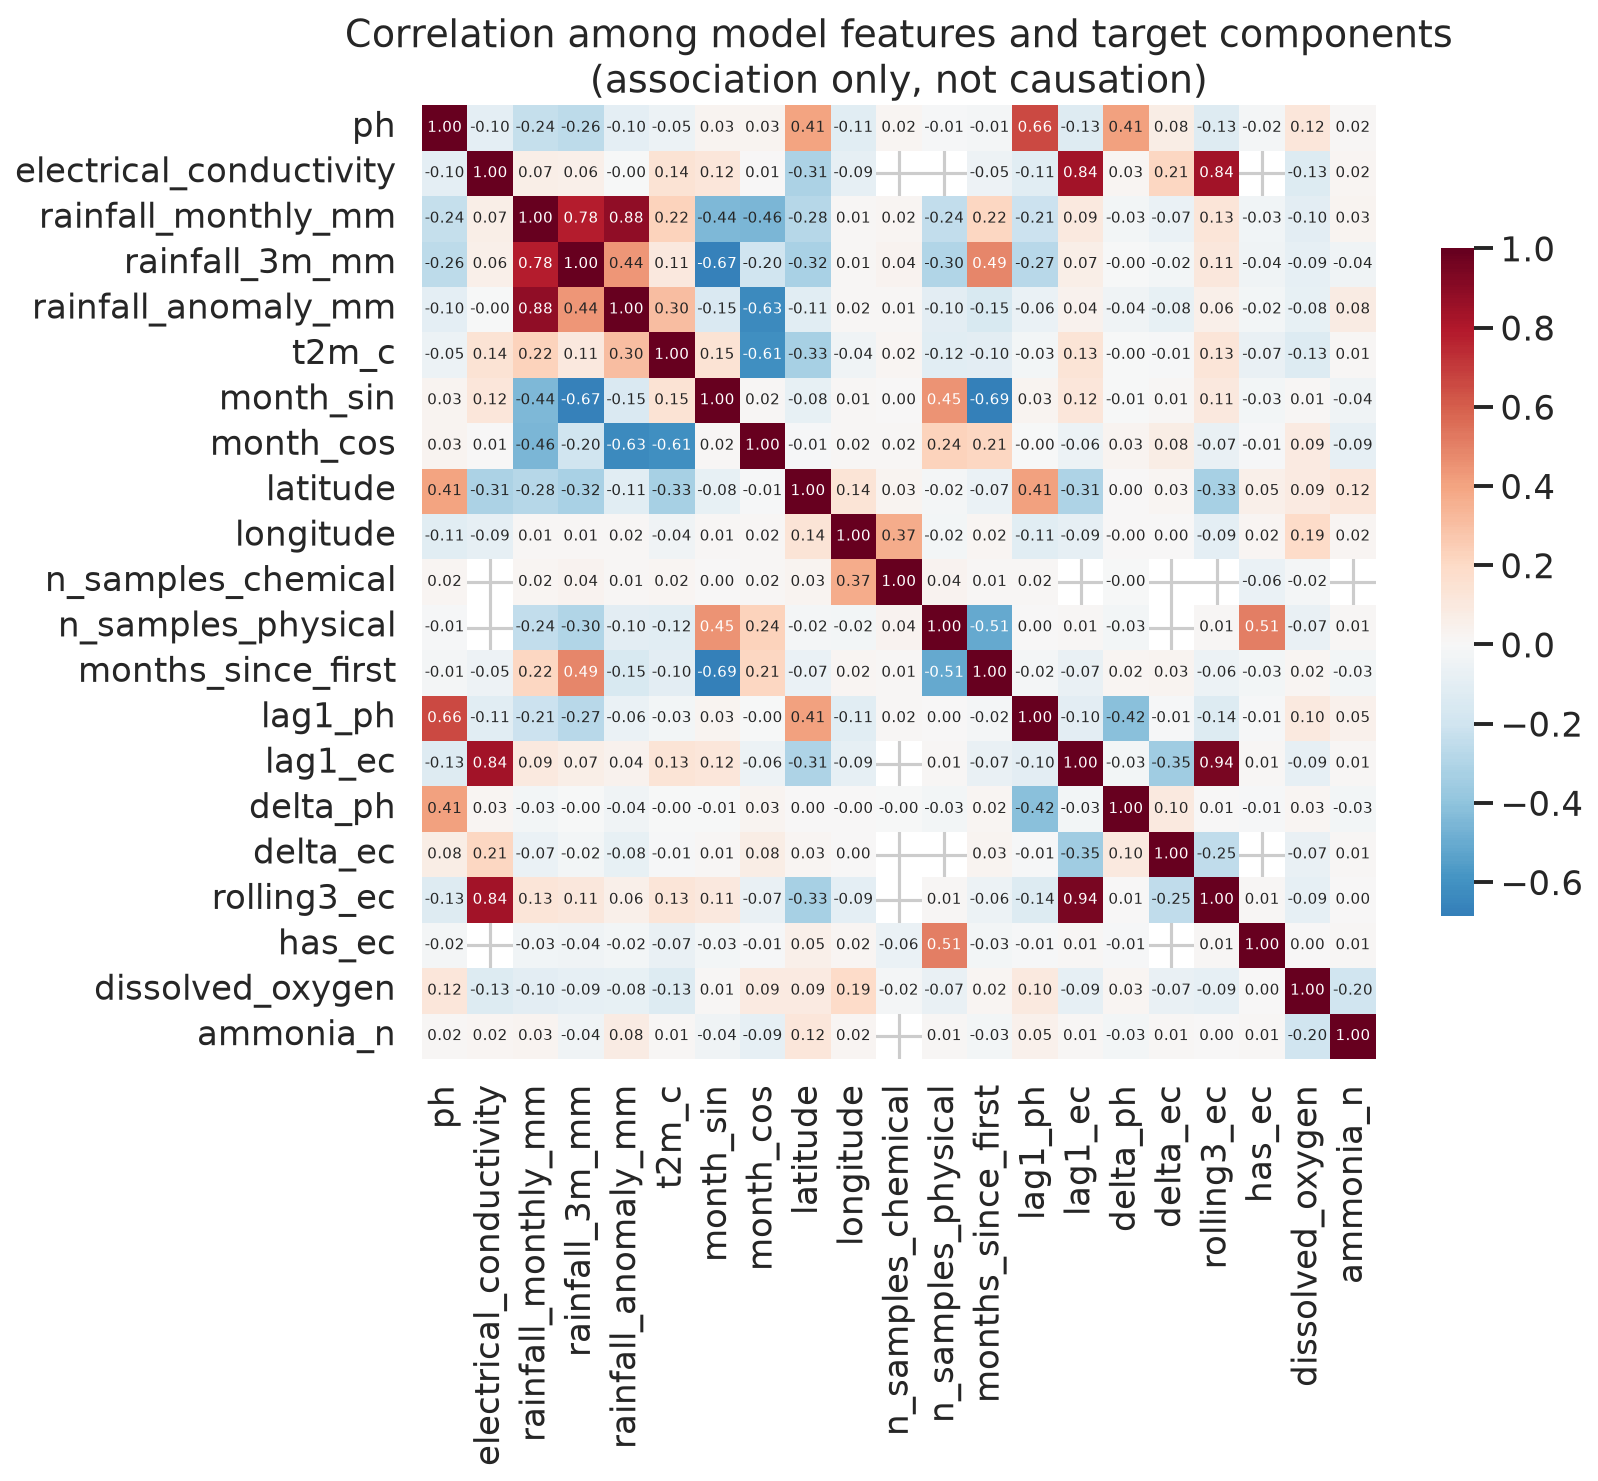 Correlation among model features and target components
(association only, not causation)
ph 1.00 -0.10 -0.24 -0.26 -0.10 -0.05 0.03 0.03 0.41 -0.11 0.02 -0.01 -0.01 0.66 -0.13 0.41 0.08 -0.13 -0.02 0.12 0.02
electrical_conductivity -0.10 1.00 0.07 0.06 -0.00 0.14 0.12 0.01 -0.31 -0.09 -0.05 -0.11 0.84 0.03 0.21 0.84 -0.13 0.02
rainfall_monthly_mm -0.24 0.07 1.00 0.78 0.88 0.22 -0.44 -0.46 -0.28 0.01 0.02 -0.24 0.22 -0.21 0.09 -0.03 -0.07 0.13 -0.03 -0.10 0.03
rainfall_3m_mm -0.26 0.06 0.78 1.00 0.44 0.11 -0.67 -0.20 -0.32 0.01 0.04 -0.30 0.49 -0.27 0.07 -0.00 -0.02 0.11 -0.04 -0.09 -0.04
rainfall_anomaly_mm -0.10 -0.00 0.88 0.44 1.00 0.30 -0.15 -0.63 -0.11 0.02 0.01 -0.10 -0.15 -0.06 0.04 -0.04 -0.08 0.06 -0.02 -0.08 0.08
t2m_c -0.05 0.14 0.22 0.11 0.30 1.00 0.15 -0.61 -0.33 -0.04 0.02 -0.12 -0.10 -0.03 0.13 -0.00 -0.01 0.13 -0.07 -0.13 0.01
month_sin 0.03 0.12 -0.44 -0.67 -0.15 0.15 1.00 0.02 -0.08 0.01 0.00 0.45 -0.69 0.03 0.12 -0.01 0.01 0.11 -0.03 0.01 -0.04
month_cos 0.03 0.01 -0.46 -0.20 -0.63 -0.61 0.02 1.00 -0.01 0.02 0.02 0.24 0.21 -0.00 -0.06 0.03 0.08 -0.07 -0.01 0.09 -0.09
latitude 0.41 -0.31 -0.28 -0.32 -0.11 -0.33 -0.08 -0.01 1.00 0.14 0.03 -0.02 -0.07 0.41 -0.31 0.00 0.03 -0.33 0.05 0.09 0.12
longitude -0.11 -0.09 0.01 0.01 0.02 -0.04 0.01 0.02 0.14 1.00 0.37 -0.02 0.02 -0.11 -0.09 -0.00 0.00 -0.09 0.02 0.19 0.02
n_samples_chemical 0.02 0.02 0.04 0.01 0.02 0.00 0.02 0.03 0.37 1.00 0.04 0.01 0.02 -0.00 -0.06 -0.02
n_samples_physical -0.01 -0.24 -0.30 -0.10 -0.12 0.45 0.24 -0.02 -0.02 0.04 1.00 -0.51 0.00 0.01 -0.03 0.01 0.51 -0.07 0.01
months_since_first -0.01 -0.05 0.22 0.49 -0.15 -0.10 -0.69 0.21 -0.07 0.02 0.01 -0.51 1.00 -0.02 -0.07 0.02 0.03 -0.06 -0.03 0.02 -0.03
lag1_ph 0.66 -0.11 -0.21 -0.27 -0.06 -0.03 0.03 -0.00 0.41 -0.11 0.02 0.00 -0.02 1.00 -0.10 -0.42 -0.01 -0.14 -0.01 0.10 0.05
lag1_ec -0.13 0.84 0.09 0.07 0.04 0.13 0.12 -0.06 -0.31 -0.09 0.01 -0.07 -0.10 1.00 -0.03 -0.35 0.94 0.01 -0.09 0.01
delta_ph 0.41 0.03 -0.03 -0.00 -0.04 -0.00 -0.01 0.03 0.00 -0.00 -0.00 -0.03 0.02 -0.42 -0.03 1.00 0.10 0.01 -0.01 0.03 -0.03
delta_ec 0.08 0.21 -0.07 -0.02 -0.08 -0.01 0.01 0.08 0.03 0.00 0.03 -0.01 -0.35 0.10 1.00 -0.25 -0.07 0.01
rolling3_ec -0.13 0.84 0.13 0.11 0.06 0.13 0.11 -0.07 -0.33 -0.09 0.01 -0.06 -0.14 0.94 0.01 -0.25 1.00 0.01 -0.09 0.00
has_ec -0.02 -0.03 -0.04 -0.02 -0.07 -0.03 -0.01 0.05 0.02 -0.06 0.51 -0.03 -0.01 0.01 -0.01 0.01 1.00 0.00 0.01
dissolved_oxygen 0.12 -0.13 -0.10 -0.09 -0.08 -0.13 0.01 0.09 0.09 0.19 -0.02 -0.07 0.02 0.10 -0.09 0.03 -0.07 -0.09 0.00 1.00 -0.20
ammonia_n 0.02 0.02 0.03 -0.04 0.08 0.01 -0.04 -0.09 0.12 0.02 0.01 -0.03 0.05 0.01 -0.03 0.01 0.00 0.01 -0.20 1.00
ph
electrical_conductivity
rainfall_monthly_mm
rainfall_3m_mm
rainfall_anomaly_mm
t2m_c
month_sin
month_cos
latitude
longitude
n_samples_chemical
n_samples_physical
months_since_first
lag1_ph
lag1_ec
delta_ph
delta_ec
rolling3_ec
has_ec
dissolved_oxygen
ammonia_n
1.0
0.8
0.6
0.4
0.2
0.0
−0.2
−0.4
−0.6